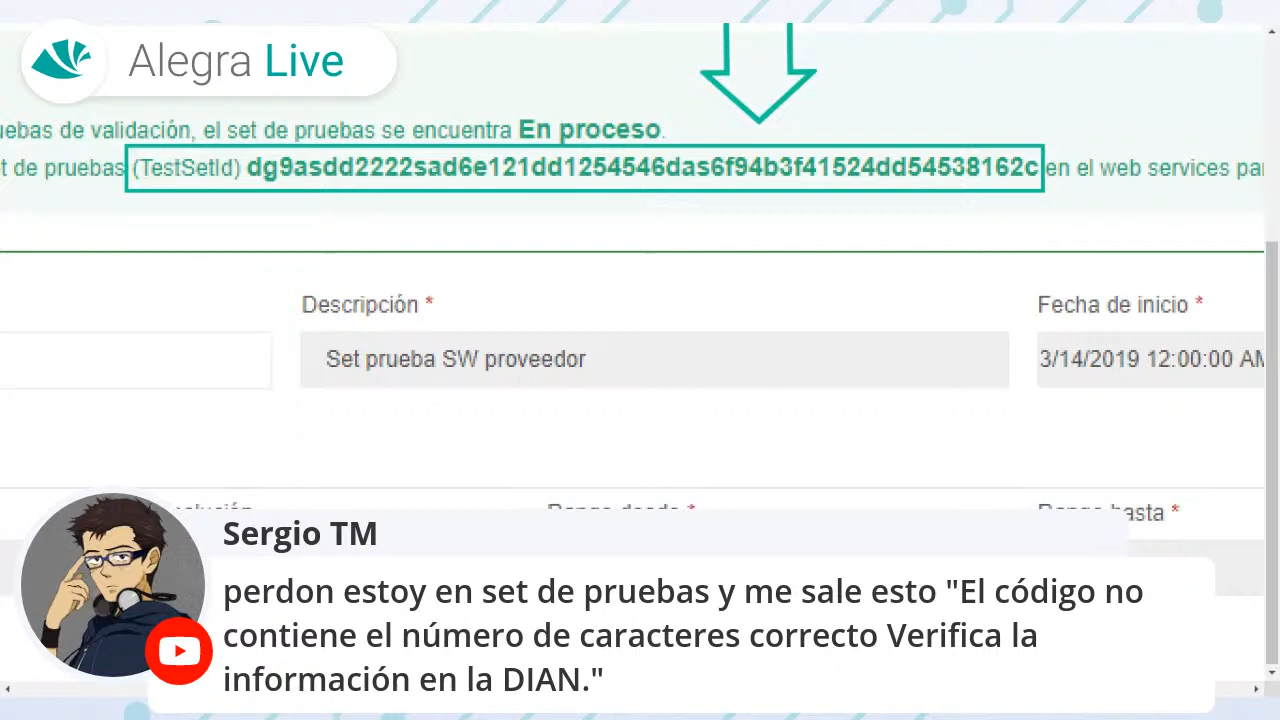 Alegra Live
uebas de validación, el set de pruebas se encuentra En proceso.
et de pruebas (TestSetId) dg9asdd2222sad6e121dd1254546das6f94b3f41524dd54538162c en el web services par
Descripción * Fecha de inicio *
Set prueba SW proveedor 3/14/2019 12:00:00 AM
Rango desde * Rango hasta *
Sergio TM
perdon estoy en set de pruebas y me sale esto "El código no
contiene el número de caracteres correcto Verifica la
información en la DIAN."